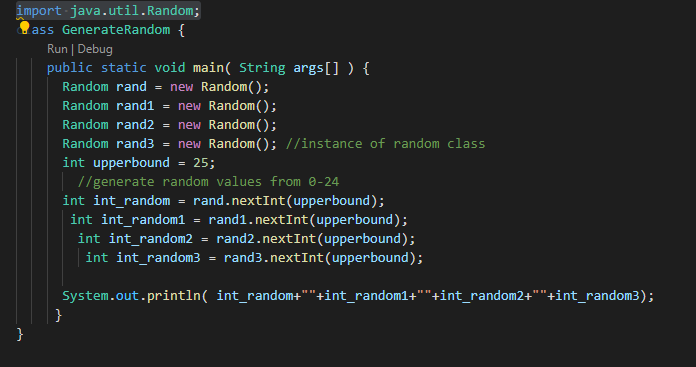 import java.util.Random;
ass GenerateRandom {
Run | Debug
public static void main( String args[] ) {
Random rand = new Random();
Random rand1 = new Random();
Random rand2 = new Random();
Random rand3 = new Random(); //instance of random class
int upperbound = 25;
//generate random values from 0-24
int int_random = rand.nextInt(upperbound);
int int_random1 = rand1.nextInt(upperbound);
int int_random2 = rand2.nextInt(upperbound);
int int_random3 = rand3.nextInt(upperbound);
System.out.println( int_random+""+int_random1+""+int_random2+""+int_random3);
}
}